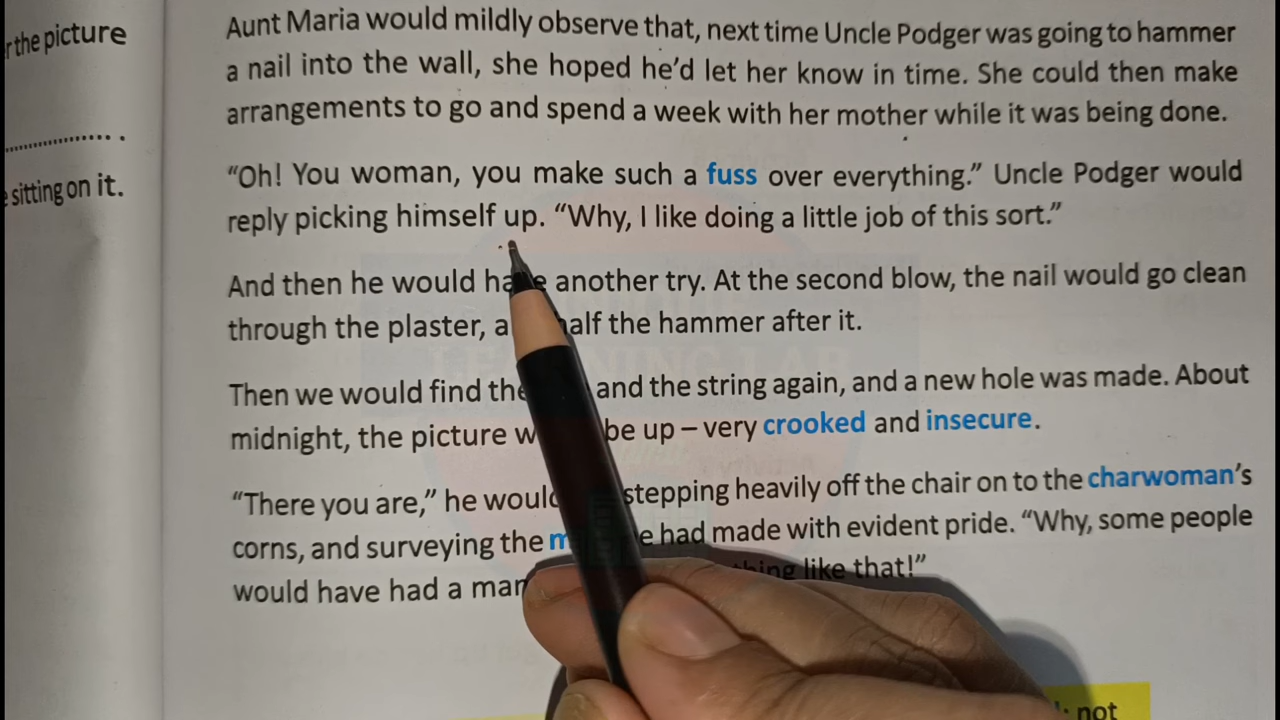 r the picture
.
sitting on it.
Aunt Maria would mildly observe that, next time Uncle Podger was going to hammer
a nail into the wall, she hoped he'd let her know in time. She could then make
arrangements to go and spend a week with her mother while it was being done.
“Oh! You woman, you make such a fuss over everything.” Uncle Podger would
reply picking himself up. “Why, I like doing a little job of this sort.”
And then he would have another try. At the second blow, the nail would go clean
through the plaster, half the hammer after it.
Then we would find the and the string again, and a new hole was made. About
midnight, the picture be up – very crooked and insecure.
“There you are,” he would stepping heavily off the chair on to the charwoman's
corns, and surveying the he had made with evident pride. “Why, some people
would have had a man like that!”
not